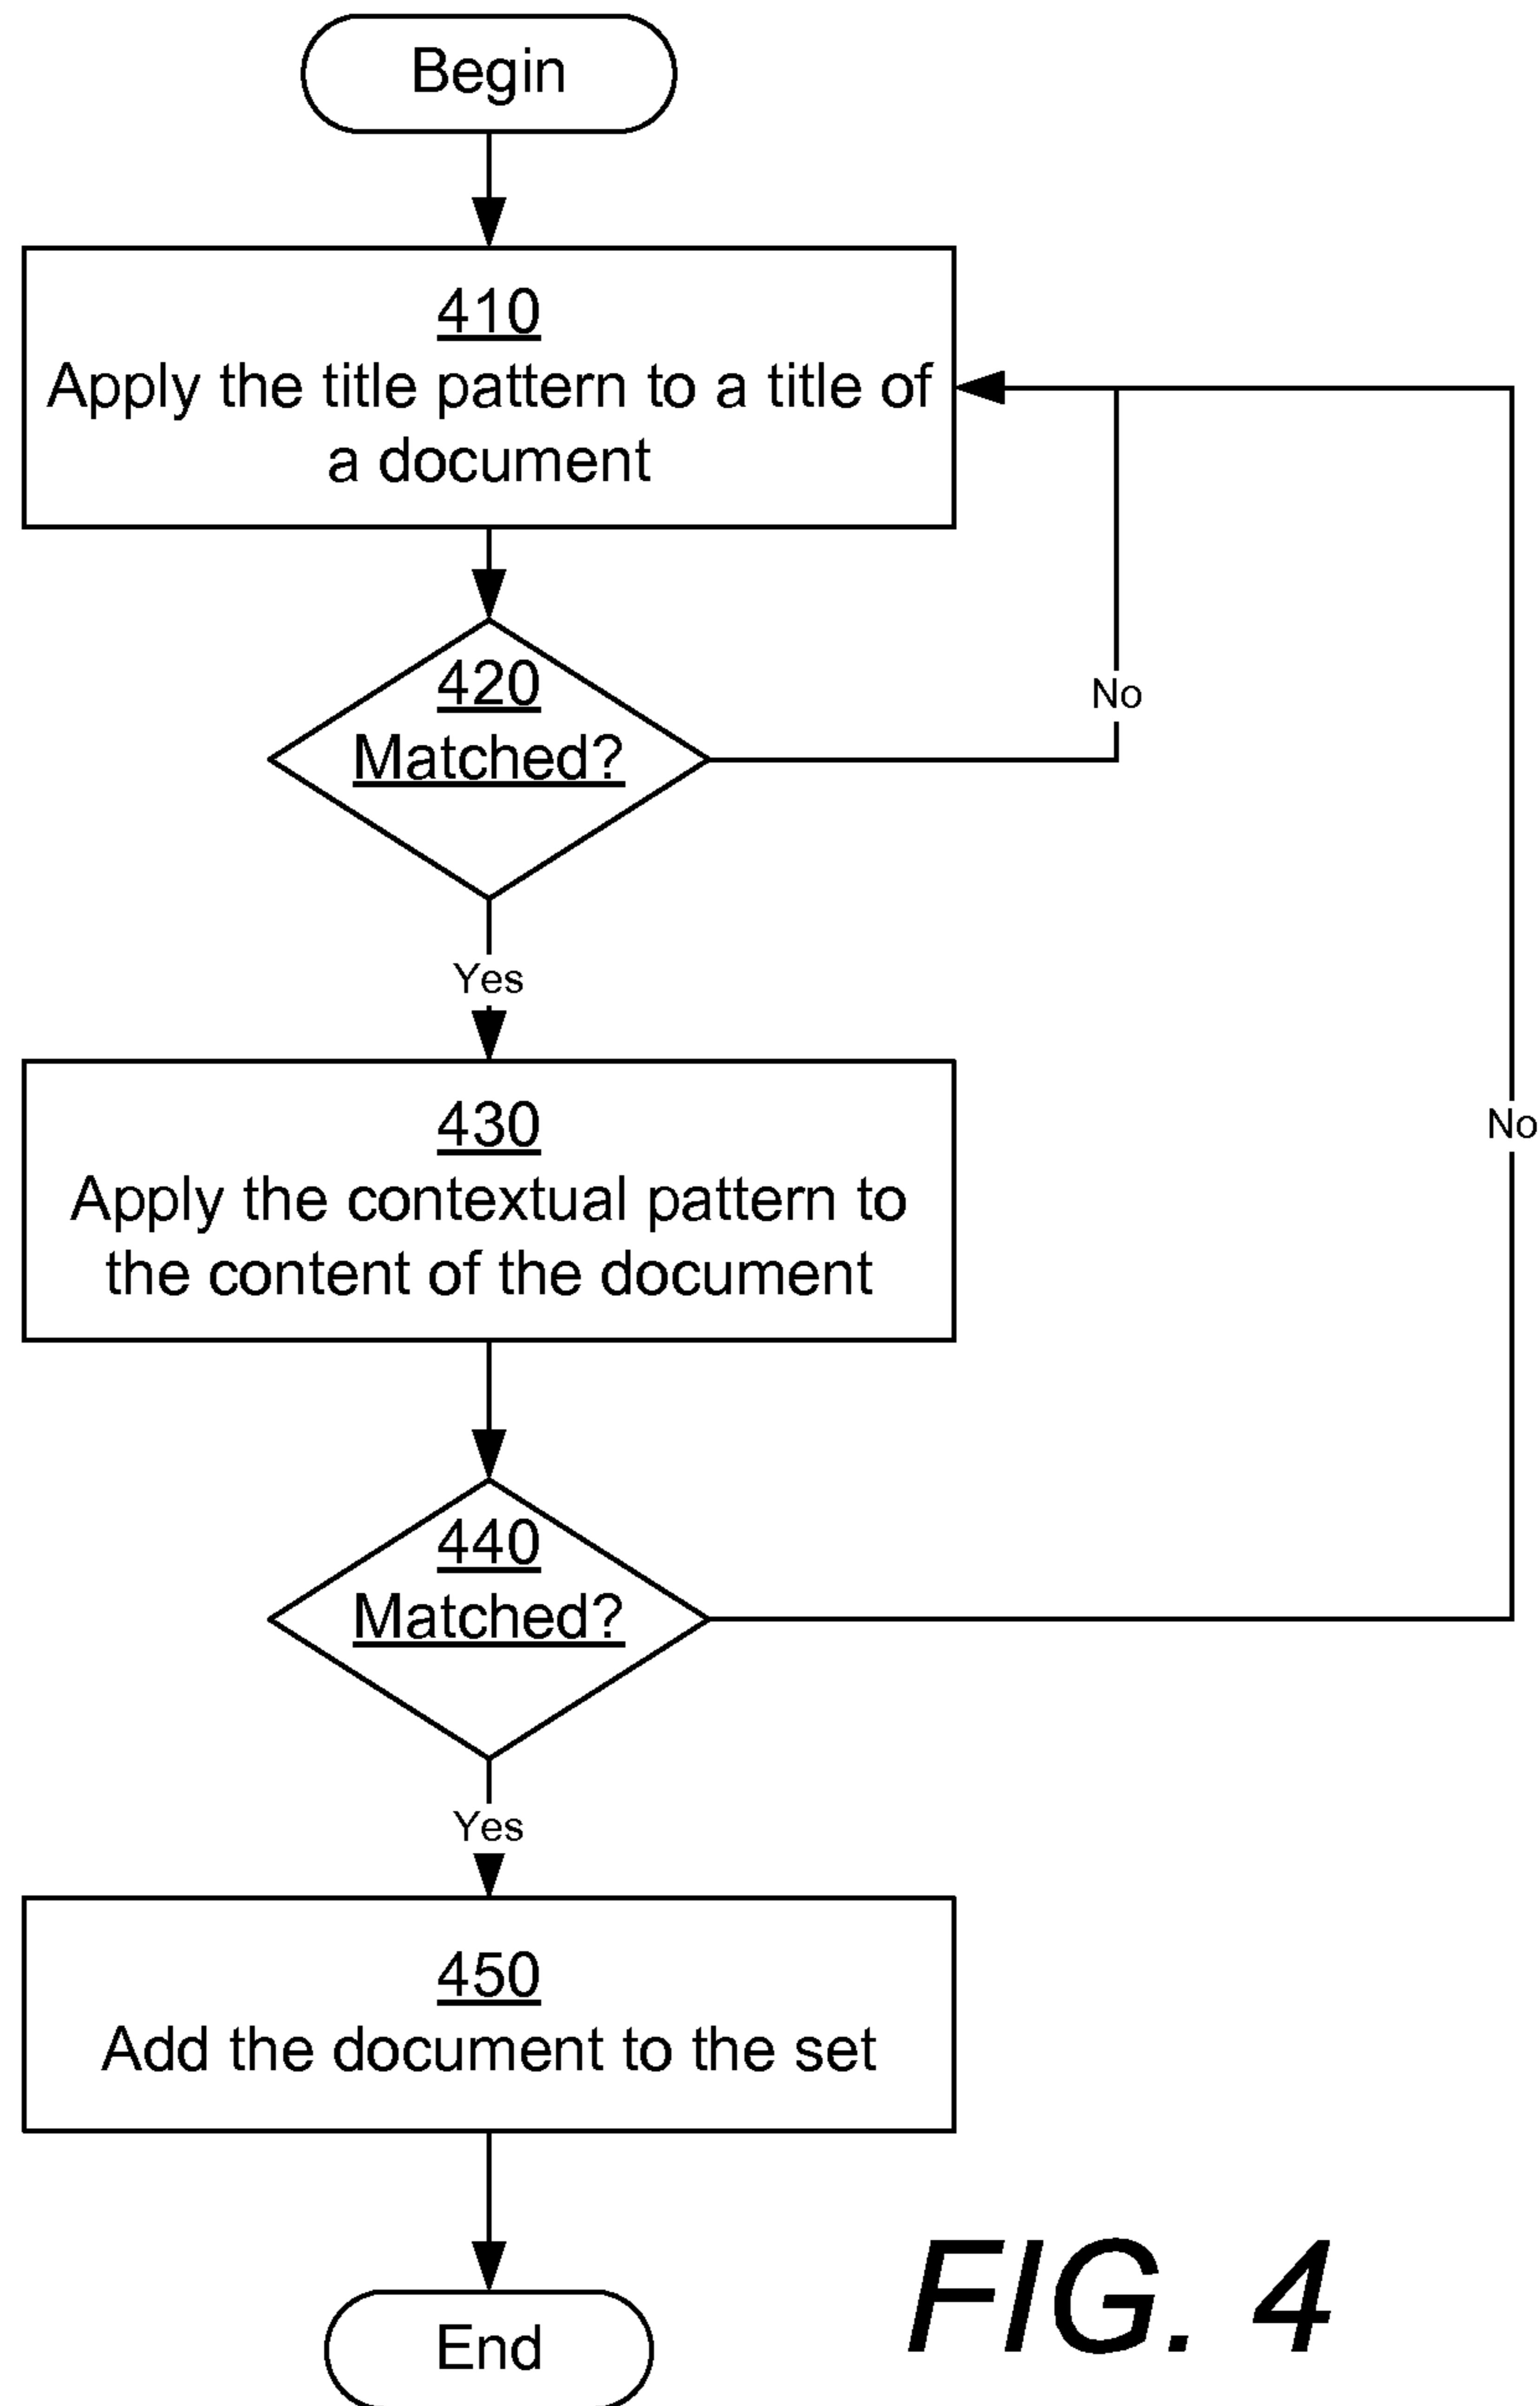 Begin
410
Apply the title pattern to a title of
a document
420
Matched?
No
Yes
430
Apply the contextual pattern to
the content of the document
No
440
Matched?
Yes
450
Add the document to the set
End
FIG. 4